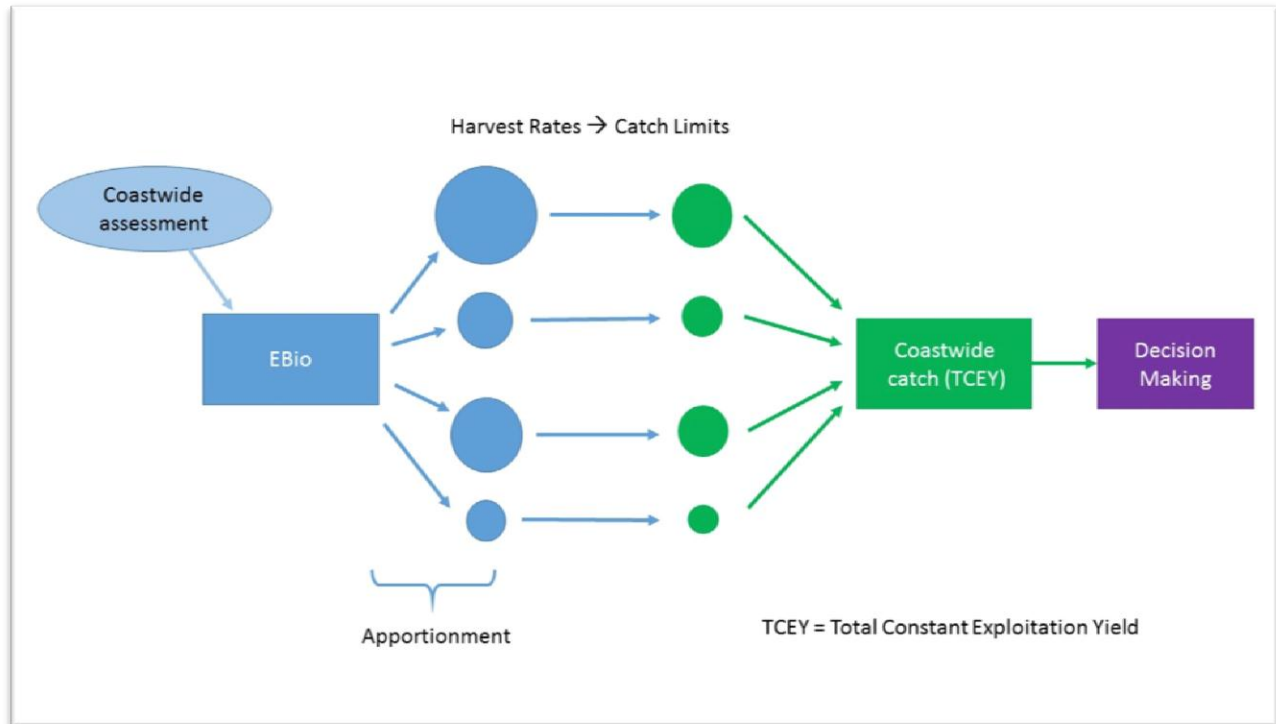 Harvest Rates → Catch Limits
Coastwide
assessment
EBio
Coastwide
catch (TCEY)
Decision
Making
Apportionment
TCEY = Total Constant Exploitation Yield